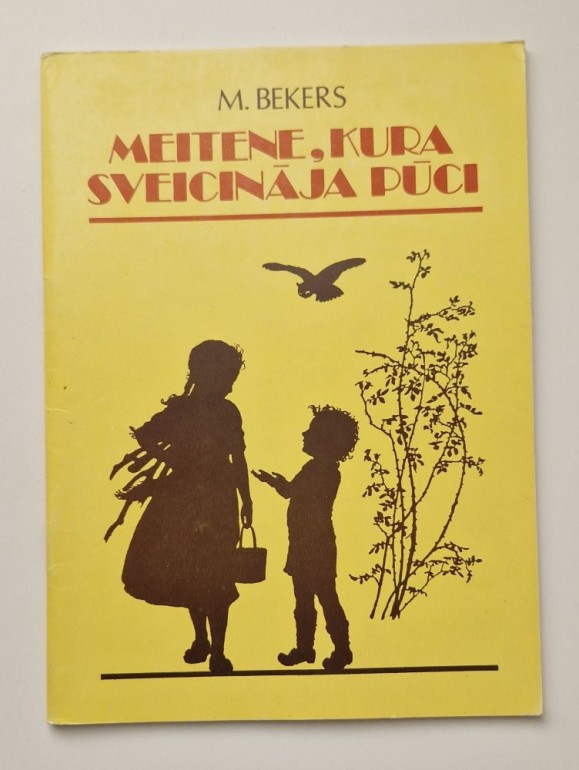 M. BEKERS
MEITENE, KURA
SVEICINĀJA PŪCI